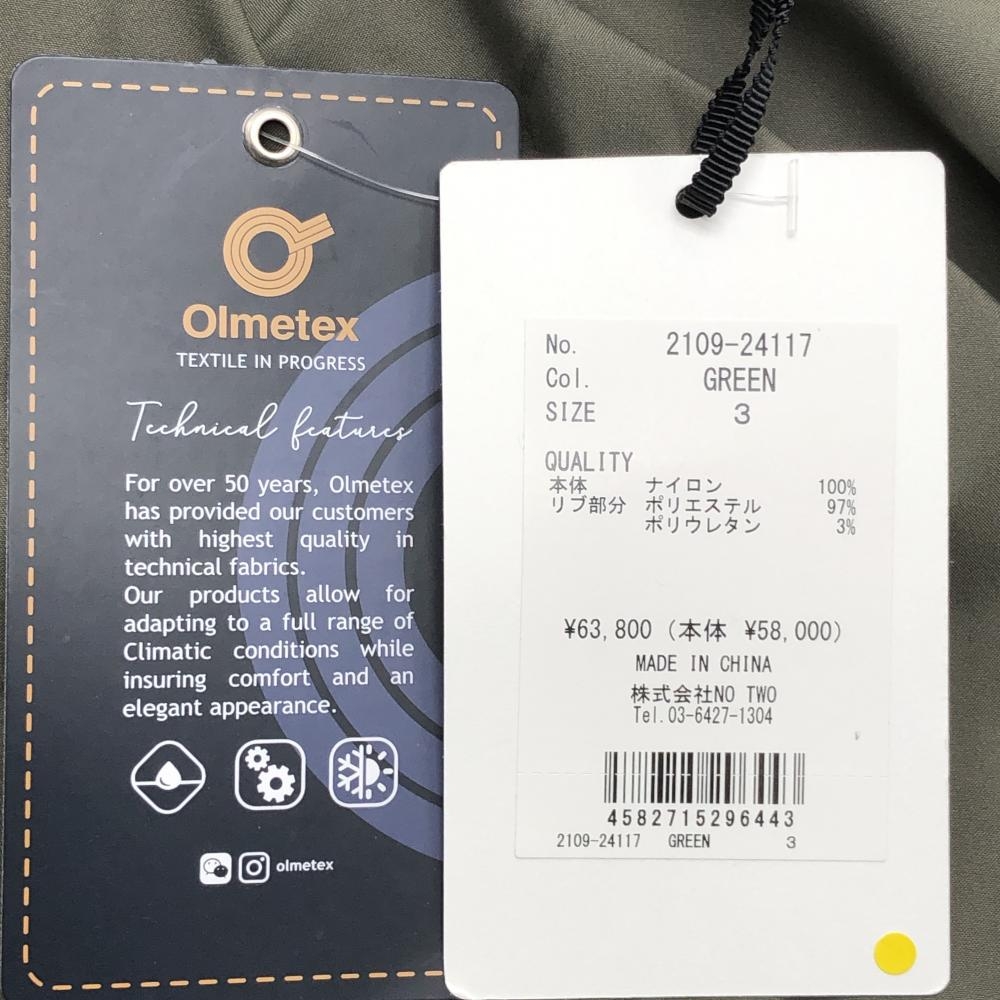 Olmetex
TEXTILE IN PROGRESS
Technical features
For over 50 years, Olmetex
has provided our customers
with highest quality in
technical fabrics.
Our products allow for
adapting to a full range of
Climatic conditions while
insuring comfort and an
elegant appearance.
olmetex
No. 2109-24117
Col. GREEN
SIZE 3
QUALITY
本体 ナイロン 100%
リブ部分 ポリエステル 97%
ポリウレタン 3%
¥63,800 (本体 ¥58,000)
MADE IN CHINA
株式会社NO TWO
Tel.03-6427-1304
4582715296443
2109-24117 GREEN 3